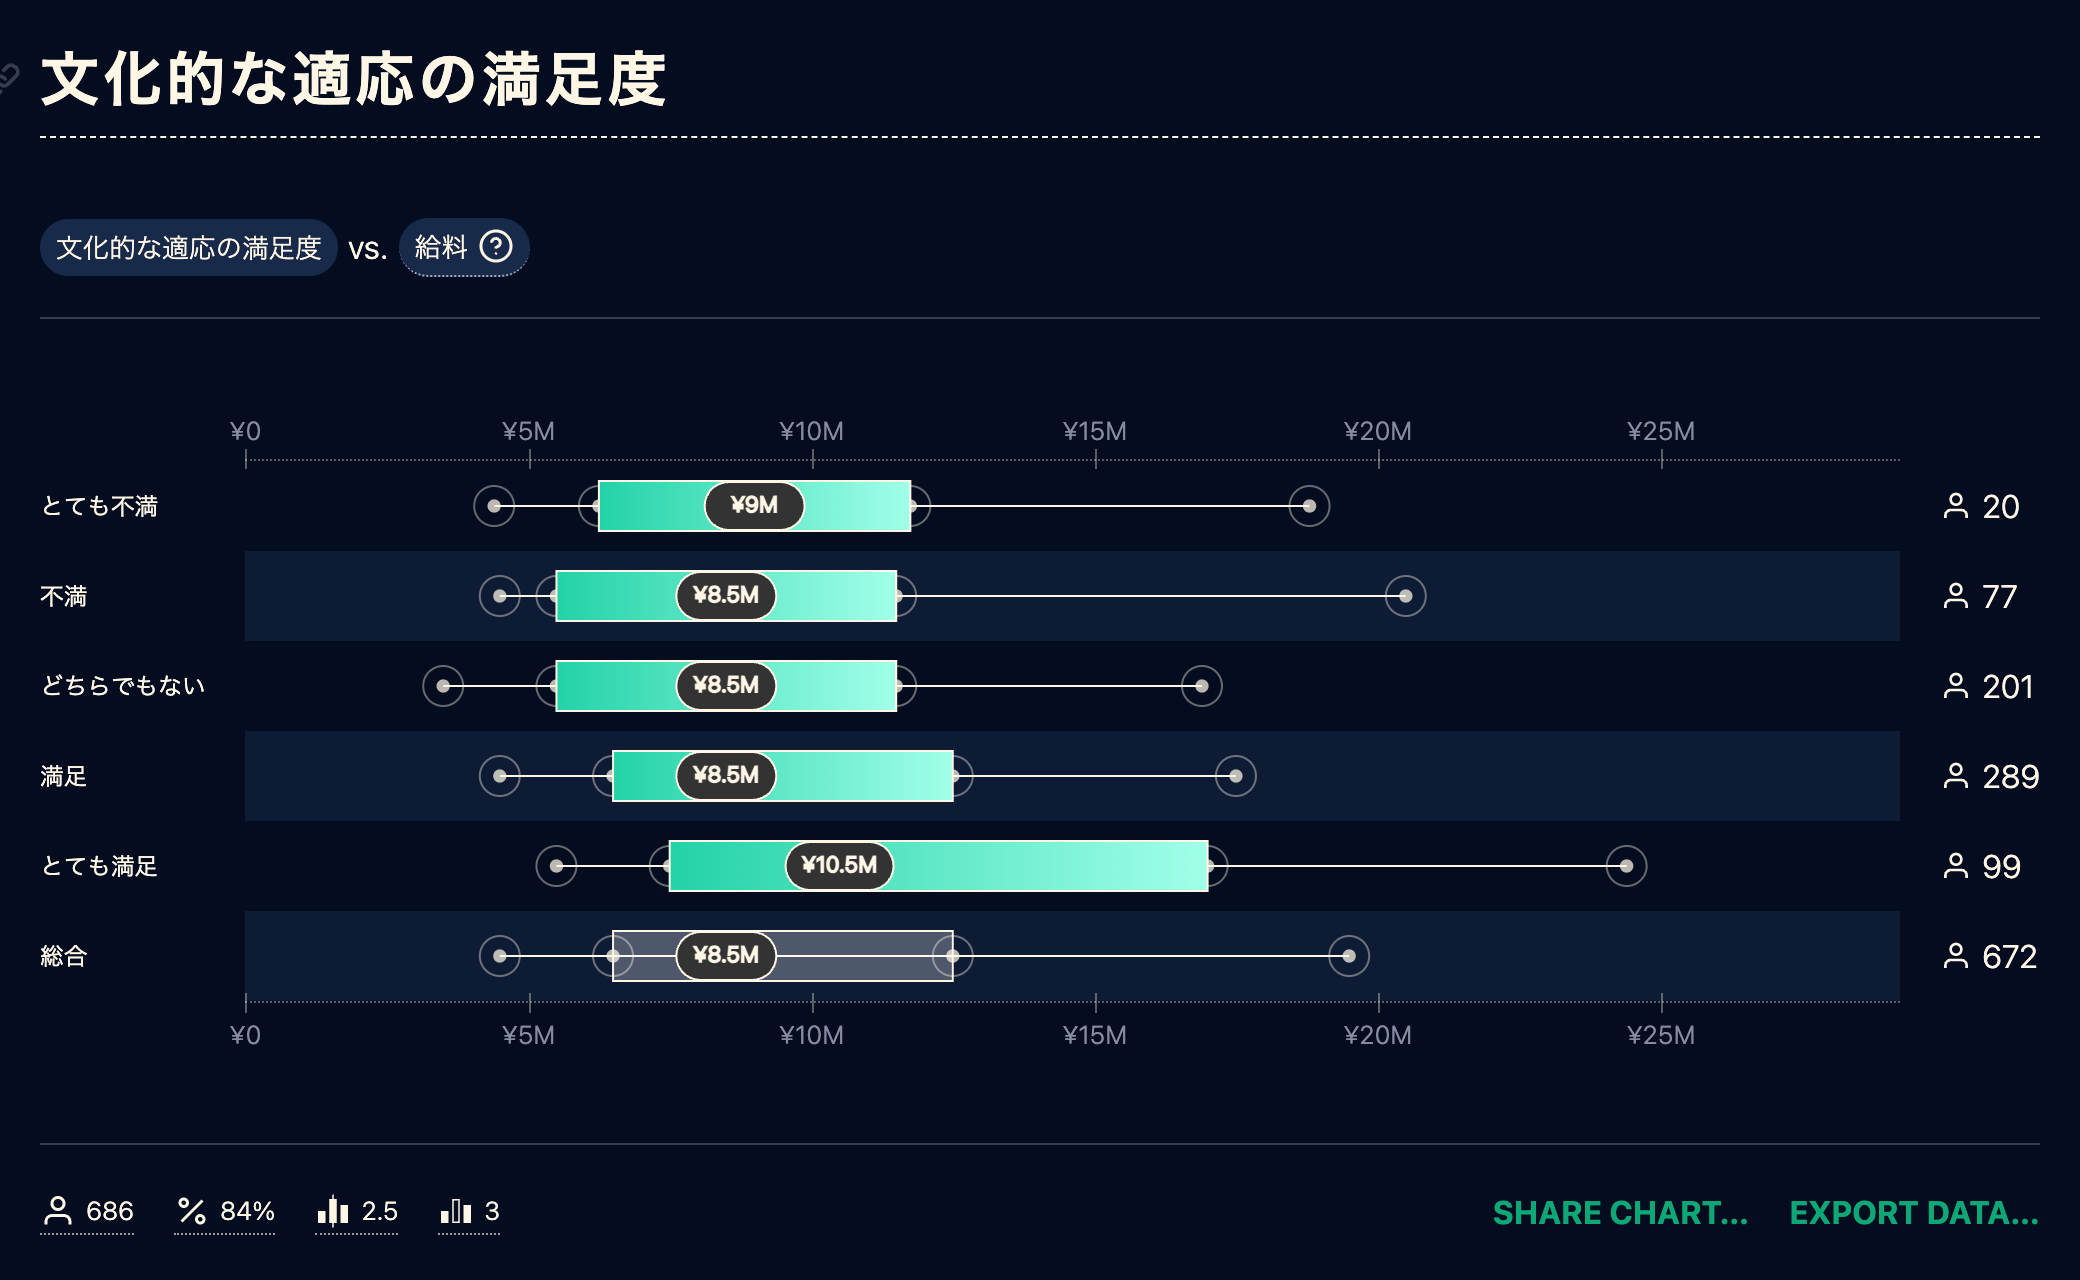 文化的な適応の満足度
文化的な適応の満足度 vs. 給料 ?
¥0 ¥5M ¥10M ¥15M ¥20M ¥25M
とても不満 ¥9M 20
不満 ¥8.5M 77
どちらでもない ¥8.5M 201
満足 ¥8.5M 289
とても満足 ¥10.5M 99
総合 ¥8.5M 672
¥0 ¥5M ¥10M ¥15M ¥20M ¥25M
686 % 84% 2.5 3 SHARE CHART... EXPORT DATA...